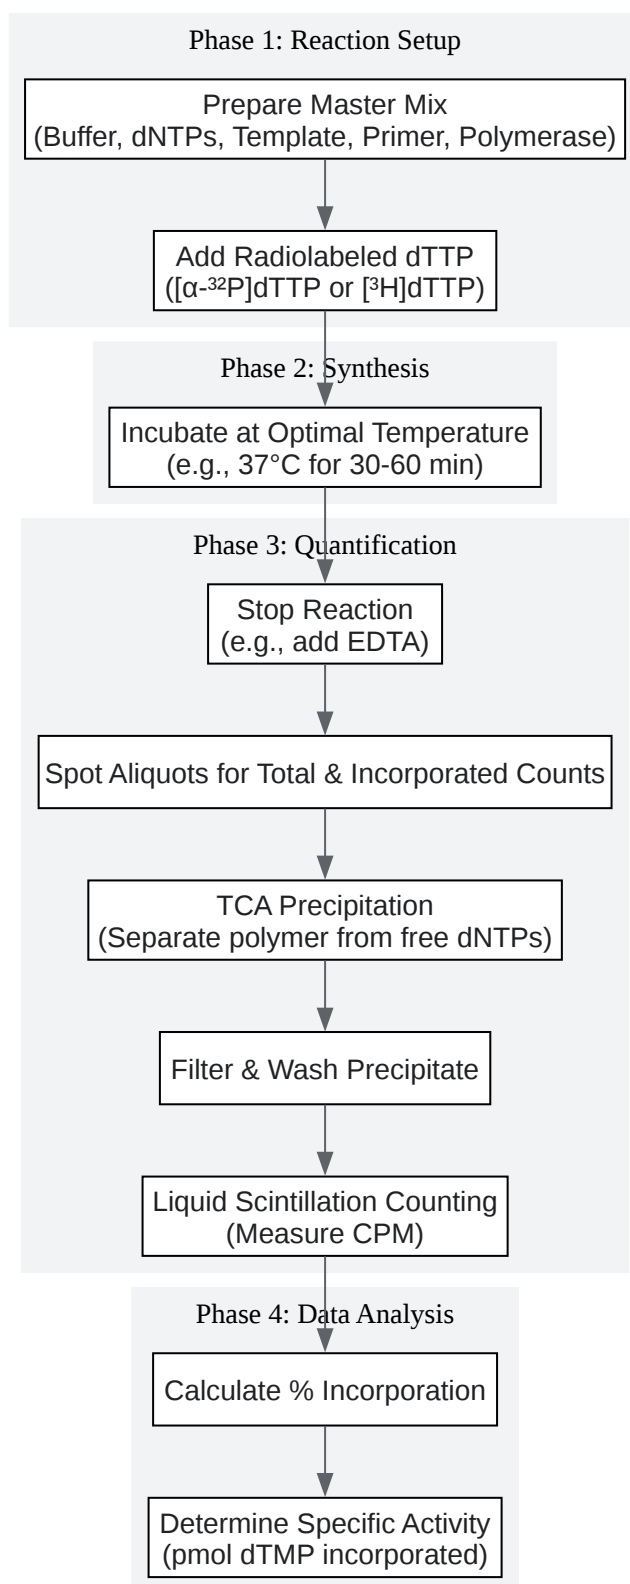 Phase 1: Reaction Setup
Prepare Master Mix
(Buffer, dNTPs, Template, Primer, Polymerase)
Add Radiolabeled dTTP
([α-³²P]dTTP or [³H]dTTP)
Phase 2: Synthesis
Incubate at Optimal Temperature
(e.g., 37°C for 30-60 min)
Phase 3: Quantification
Stop Reaction
(e.g., add EDTA)
Spot Aliquots for Total & Incorporated Counts
TCA Precipitation
(Separate polymer from free dNTPs)
Filter & Wash Precipitate
Liquid Scintillation Counting
(Measure CPM)
Phase 4: Data Analysis
Calculate % Incorporation
Determine Specific Activity
(pmol dTMP incorporated)